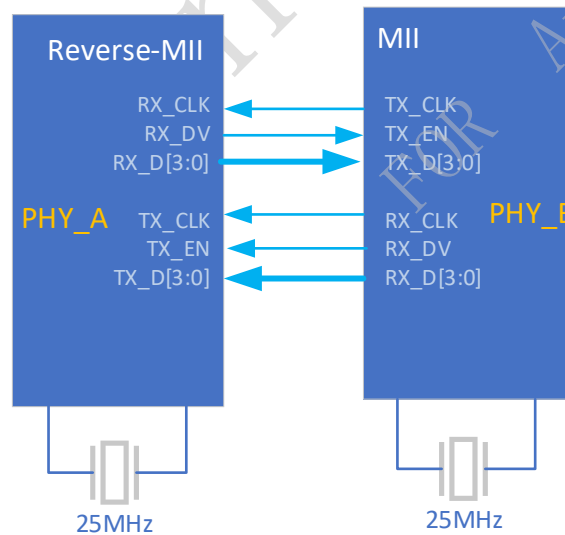 Reverse-MII
RX_CLK
RX_DV
RX_D[3:0]
PHY_A
TX_CLK
TX_EN
TX_D[3:0]
25MHz
MII
TX_CLK
TX_EN
TX_D[3:0]
RX_CLK
RX_DV
RX_D[3:0]
25MHz
FOR